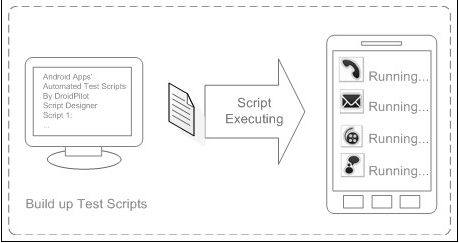 Android Apps'
Automated Test Scripts
By DroidPilot
Script Designer
Script 1:
...
Script
Executing
Running...
Running...
Running...
Running...
Build up Test Scripts